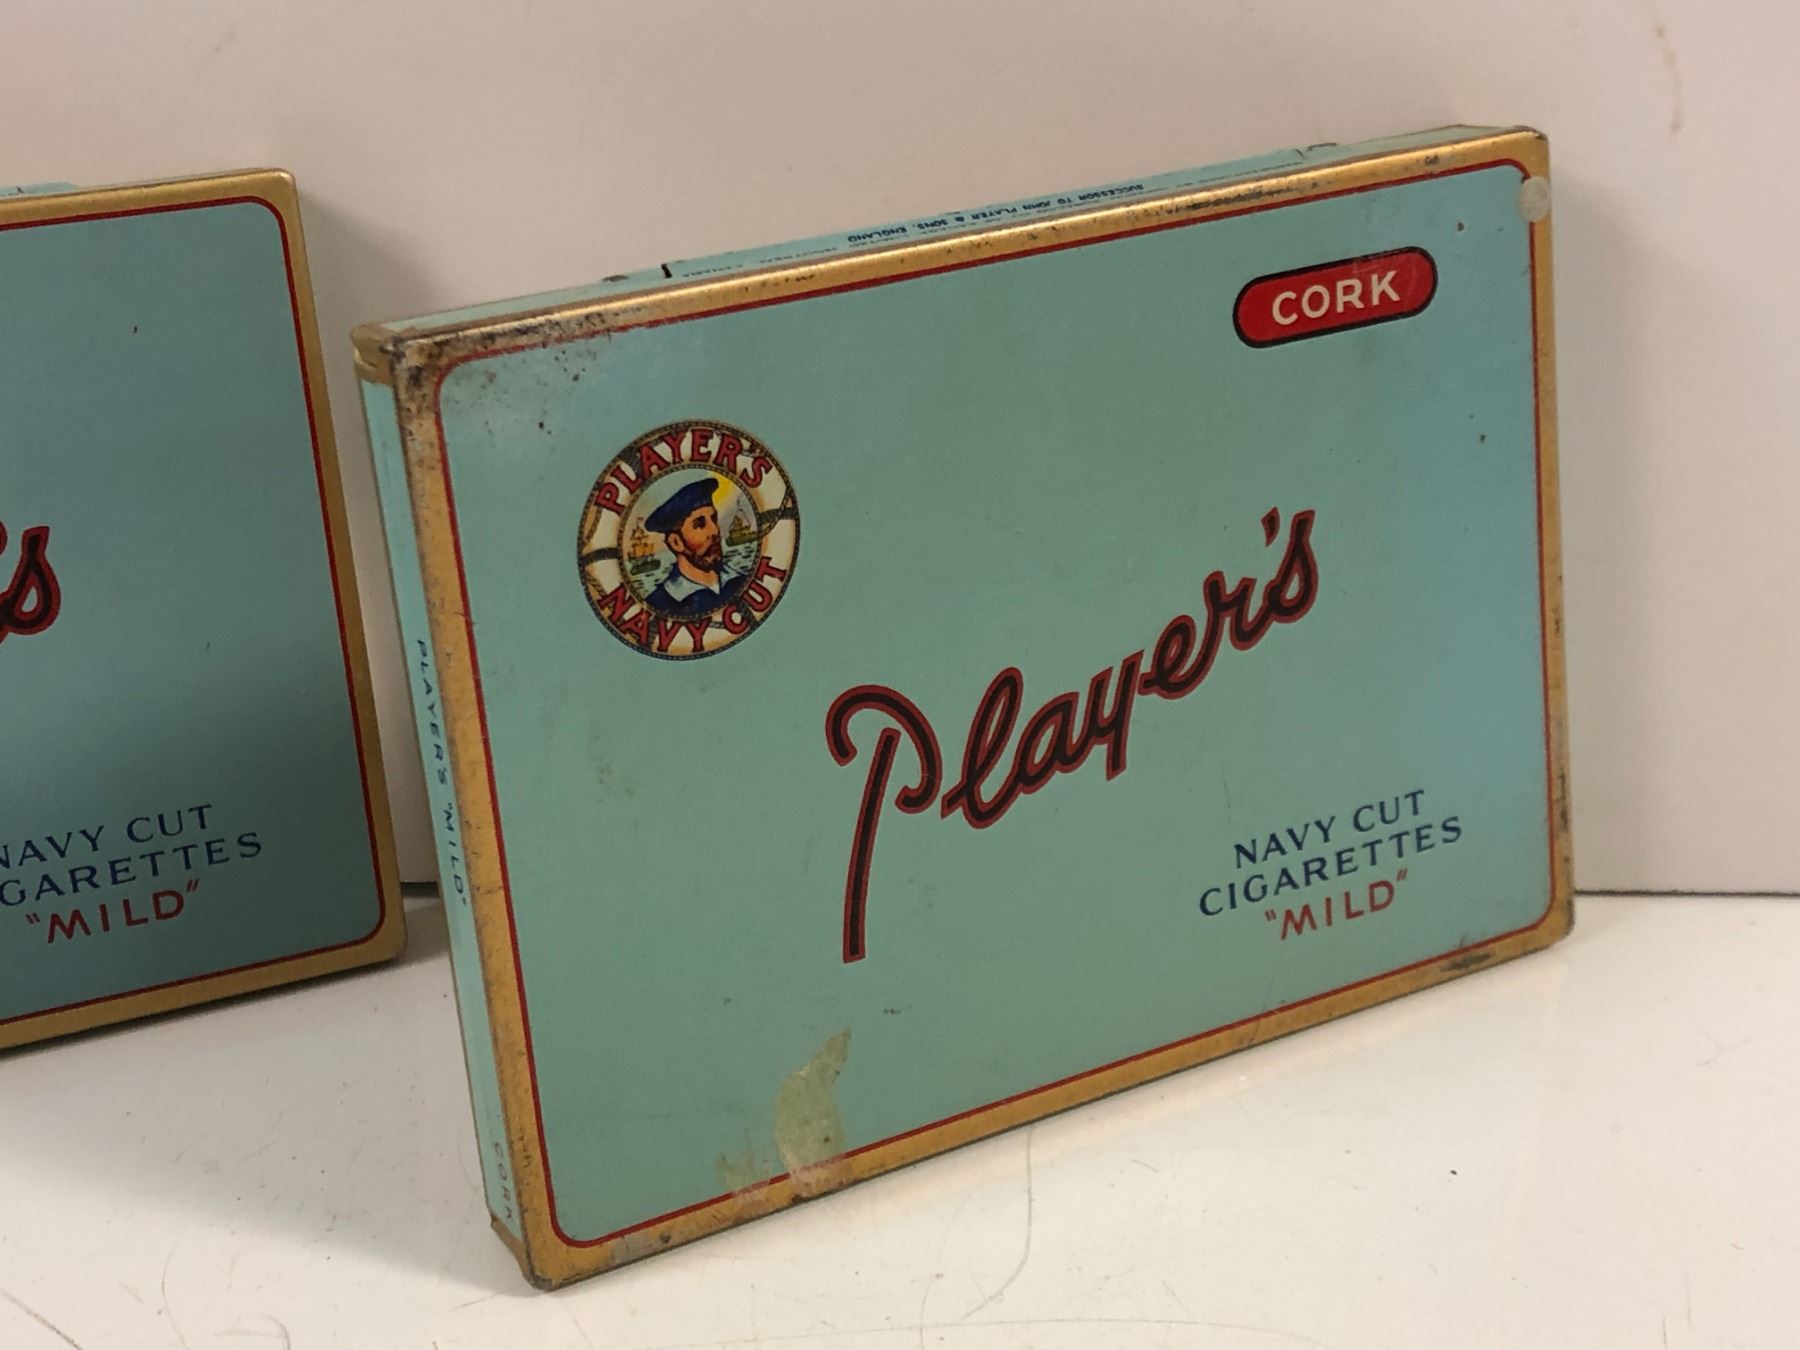 's
NAVY CUT
GARETTES
"MILD"
SUCCESSOR TO JOHN PLAYER & SONS, ENGLAND
CORK
PLAYER'S
NAVY CUT
Player's
NAVY CUT
CIGARETTES
"MILD"
PLAYER'S "MILD"
CORK